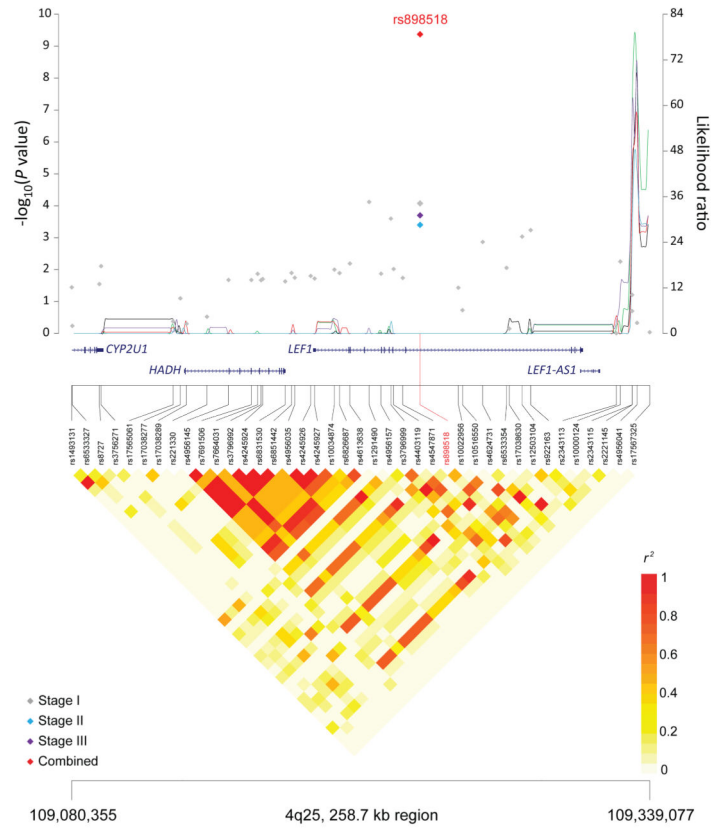 rs898518
10
9
8
7
6
5
4
3
2
1
0
-log10(P value)
84
72
60
48
36
24
12
0
Likelihood ratio
CYP2U1
LEF1
HADH
LEF1-AS1
rs1493131
rs6533327
rs8727
rs3756271
rs17565061
rs17038277
rs17038289
rs221330
rs4956145
rs7691506
rs7664031
rs3796992
rs4245924
rs6831530
rs6851442
rs4956035
rs4245926
rs4245927
rs10034874
rs6826687
rs4613638
rs1291490
rs4956157
rs3796999
rs4403119
rs4547871
rs898518
rs10022956
rs10516550
rs4624731
rs6533354
rs17038630
rs12503104
rs922163
rs2343113
rs10000124
rs2343115
rs2221145
rs4956041
rs17567325
r2
1
0.8
0.6
0.4
0.2
0
Stage I
Stage II
Stage III
Combined
109,080,355
4q25, 258.7 kb region
109,339,077